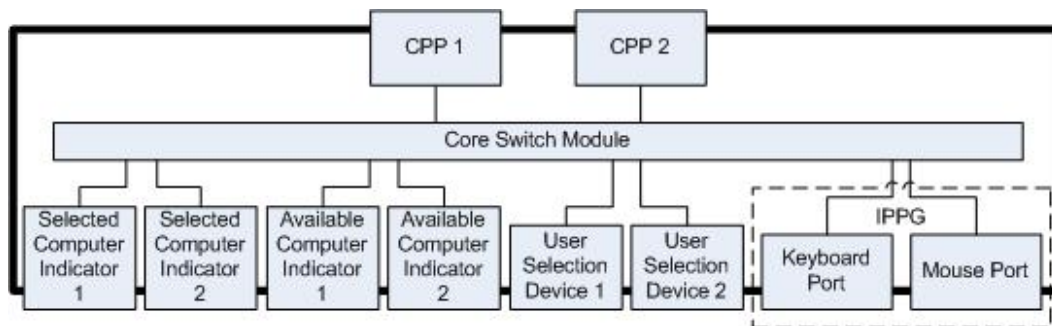 CPP 1
CPP 2
Core Switch Module
Selected
Computer
Indicator
1
Selected
Computer
Indicator
2
Available
Computer
Indicator
1
Available
Computer
Indicator
2
User
Selection
Device 1
User
Selection
Device 2
IPPG
Keyboard
Port
Mouse Port